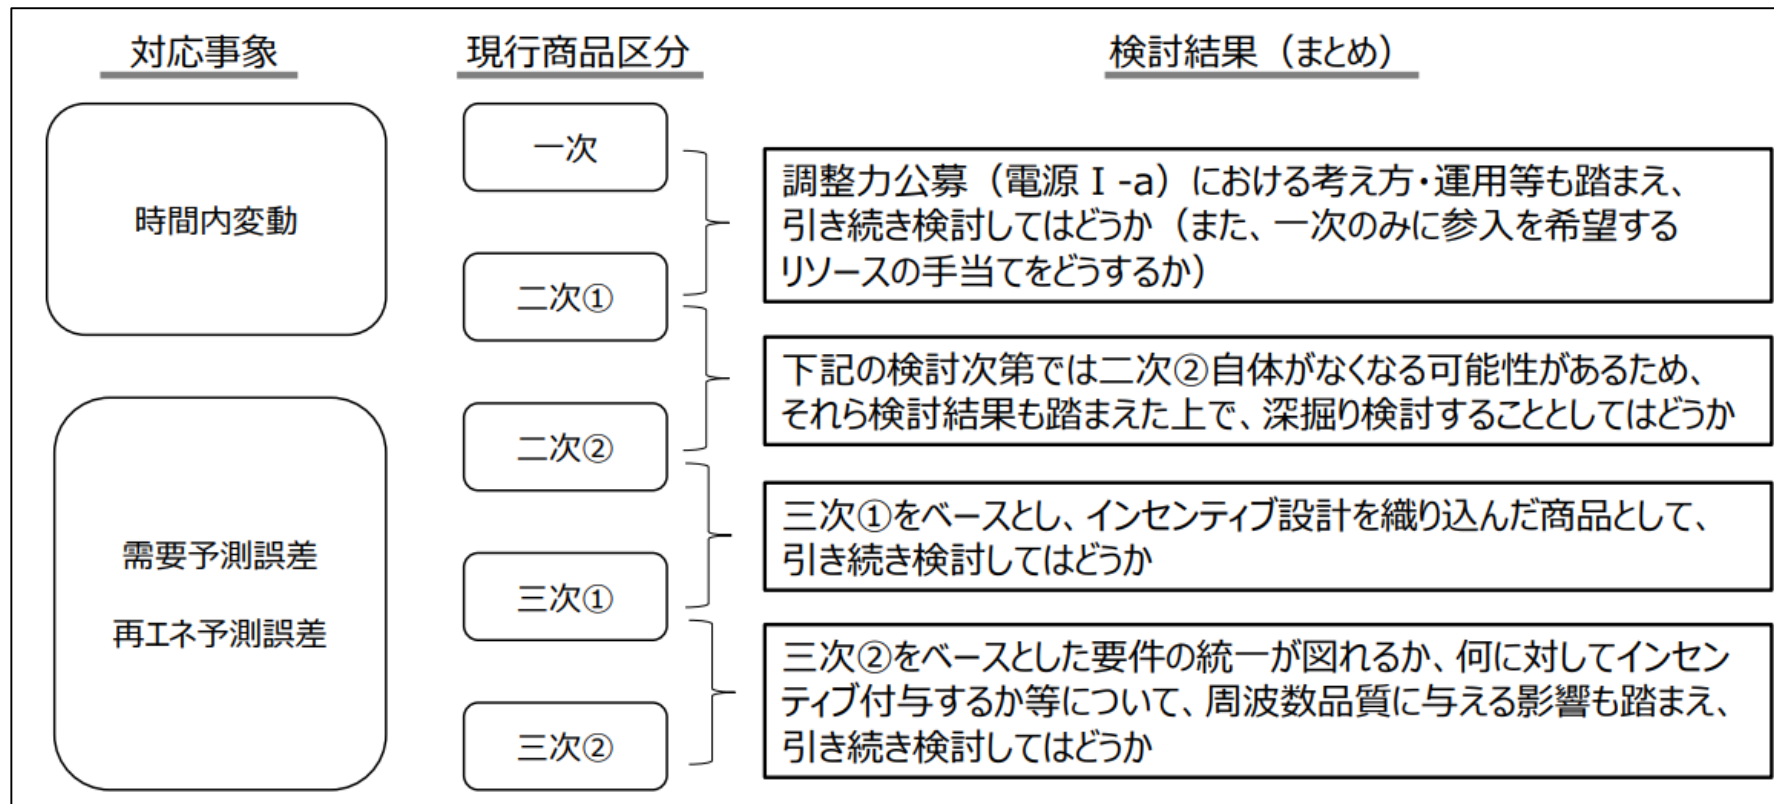 対応事象
現行商品区分
検討結果（まとめ）
時間内変動
需要予測誤差
再エネ予測誤差
一次
二次①
二次②
三次①
三次②
調整力公募（電源Ⅰ-a）における考え方・運用等も踏まえ、
引き続き検討してはどうか（また、一次のみに参入を希望する
リソースの手当てをどうするか）
下記の検討次第では二次②自体がなくなる可能性があるため、
それら検討結果も踏まえた上で、深掘り検討することとしてはどうか
三次①をベースとし、インセンティブ設計を織り込んだ商品として、
引き続き検討してはどうか
三次②をベースとした要件の統一が図れるか、何に対してインセン
ティブ付与するか等について、周波数品質に与える影響も踏まえ、
引き続き検討してはどうか